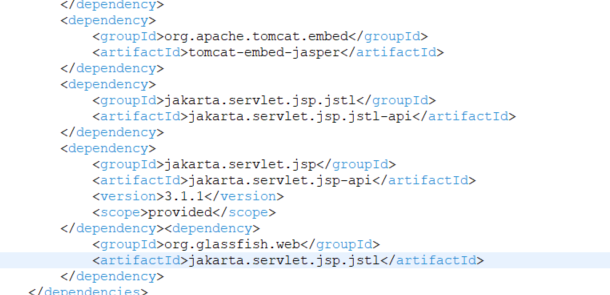 </dependency>
<dependency>
<groupId>org.apache.tomcat.embed</groupId>
<artifactId>tomcat-embed-jasper</artifactId>
</dependency>
<dependency>
<groupId>jakarta.servlet.jsp.jstl</groupId>
<artifactId>jakarta.servlet.jsp.jstl-api</artifactId>
</dependency>
<dependency>
<groupId>jakarta.servlet.jsp</groupId>
<artifactId>jakarta.servlet.jsp-api</artifactId>
<version>3.1.1</version>
<scope>provided</scope>
</dependency><dependency>
<groupId>org.glassfish.web</groupId>
<artifactId>jakarta.servlet.jsp.jstl</artifactId>
</dependency>
</dependencies>